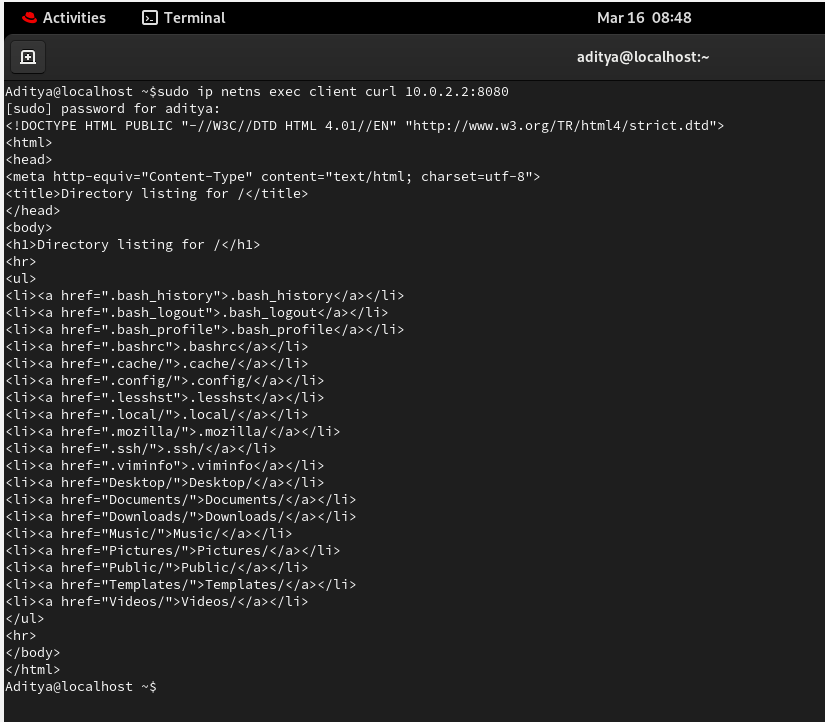 Activities Terminal Mar 16 08:48
aditya@localhost:~
Aditya@localhost ~$sudo ip netns exec client curl 10.0.2.2:8080
[sudo] password for aditya:
<!DOCTYPE HTML PUBLIC "-//W3C//DTD HTML 4.01//EN" "http://www.w3.org/TR/html4/strict.dtd">
<html>
<head>
<meta http-equiv="Content-Type" content="text/html; charset=utf-8">
<title>Directory listing for /</title>
</head>
<body>
<h1>Directory listing for /</h1>
<hr>
<ul>
<li><a href=".bash_history">.bash_history</a></li>
<li><a href=".bash_logout">.bash_logout</a></li>
<li><a href=".bash_profile">.bash_profile</a></li>
<li><a href=".bashrc">.bashrc</a></li>
<li><a href=".cache/">.cache/</a></li>
<li><a href=".config/">.config/</a></li>
<li><a href=".lesshst">.lesshst</a></li>
<li><a href=".local/">.local/</a></li>
<li><a href=".mozilla/">.mozilla/</a></li>
<li><a href=".ssh/">.ssh/</a></li>
<li><a href=".viminfo">.viminfo</a></li>
<li><a href="Desktop/">Desktop/</a></li>
<li><a href="Documents/">Documents/</a></li>
<li><a href="Downloads/">Downloads/</a></li>
<li><a href="Music/">Music/</a></li>
<li><a href="Pictures/">Pictures/</a></li>
<li><a href="Public/">Public/</a></li>
<li><a href="Templates/">Templates/</a></li>
<li><a href="Videos/">Videos/</a></li>
</ul>
<hr>
</body>
</html>
Aditya@localhost ~$